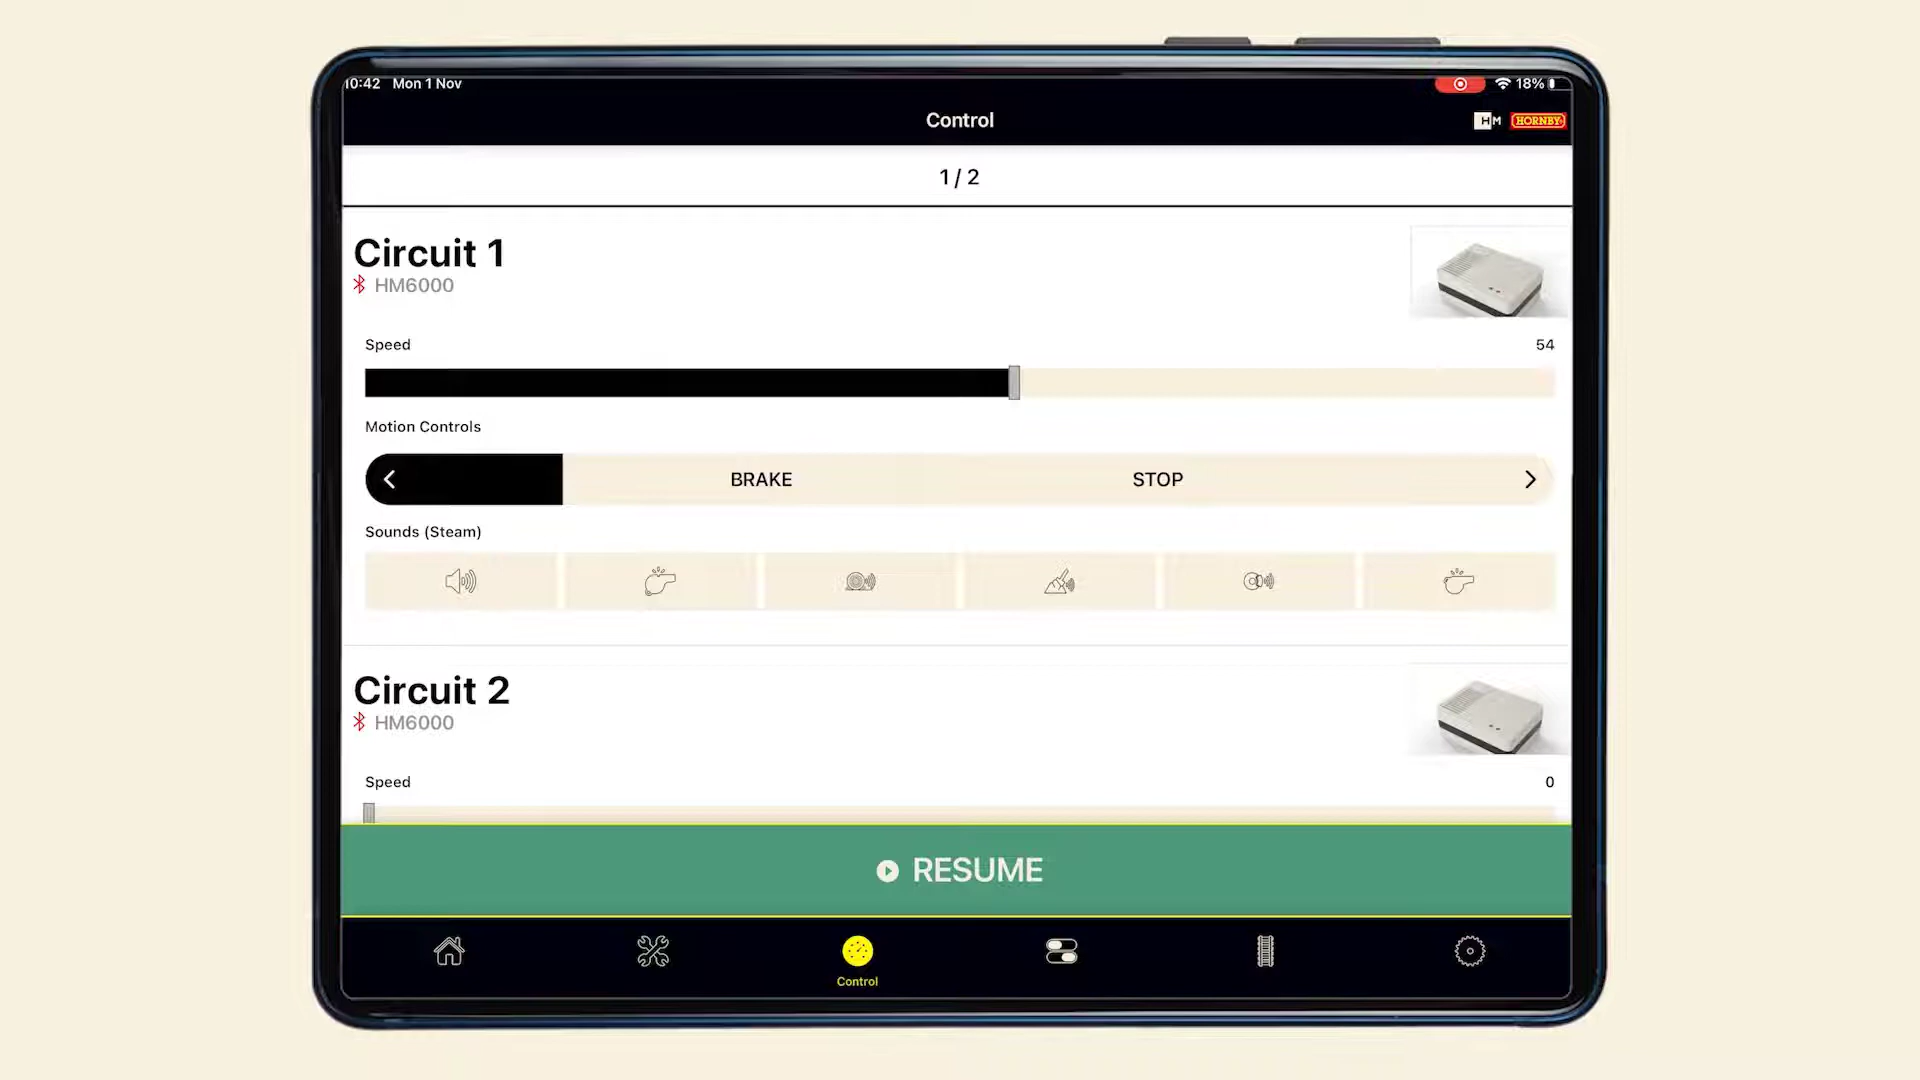 10:42 Mon 1 Nov
18%
Control
HM HORNBY
1 / 2
Circuit 1
HM6000
Speed
54
Motion Controls
BRAKE
STOP
Sounds (Steam)
Circuit 2
HM6000
Speed
0
RESUME
Control